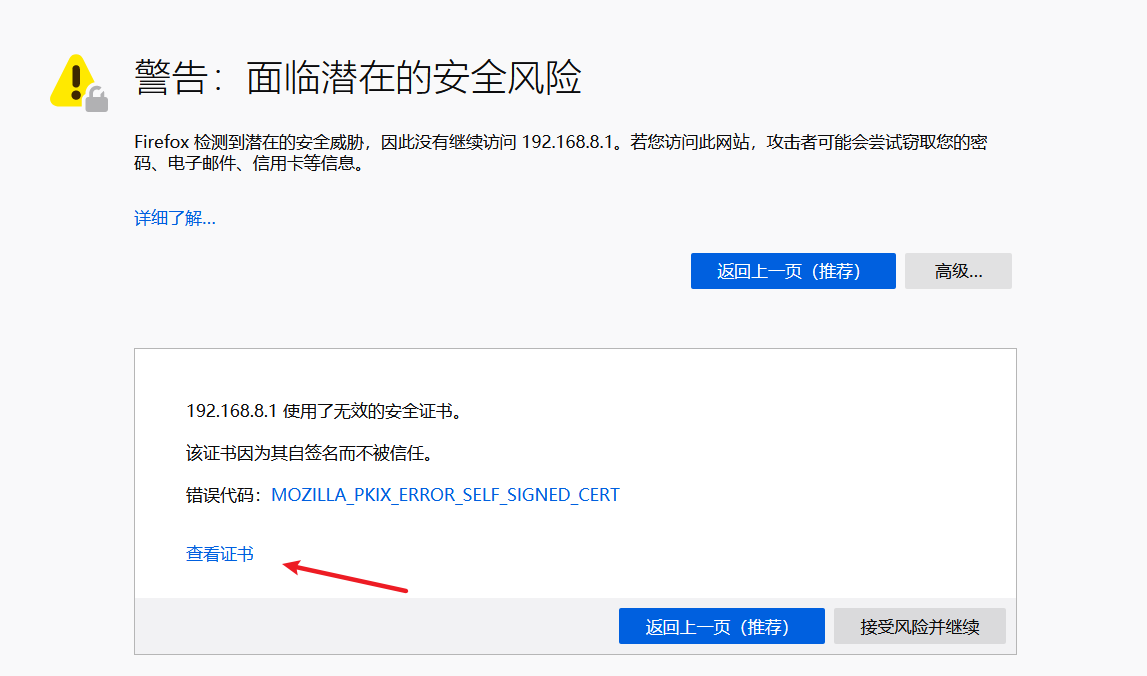 警告：面临潜在的安全风险
Firefox 检测到潜在的安全威胁，因此没有继续访问 192.168.8.1。若您访问此网站，攻击者可能会尝试窃取您的密
码、电子邮件、信用卡等信息。
详细了解...
返回上一页（推荐）
高级...
192.168.8.1 使用了无效的安全证书。
该证书因为其自签名而不被信任。
错误代码：MOZILLA_PKIX_ERROR_SELF_SIGNED_CERT
查看证书
返回上一页（推荐）
接受风险并继续